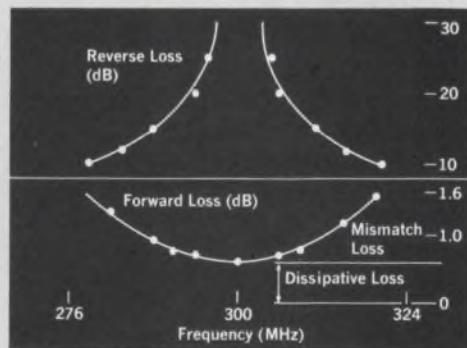 30
Reverse Loss
(dB)
20
10
Forward Loss (dB)
1.6
1.0
Mismatch
Loss
Dissipative Loss
0
276
300
324
Frequency (MHz)